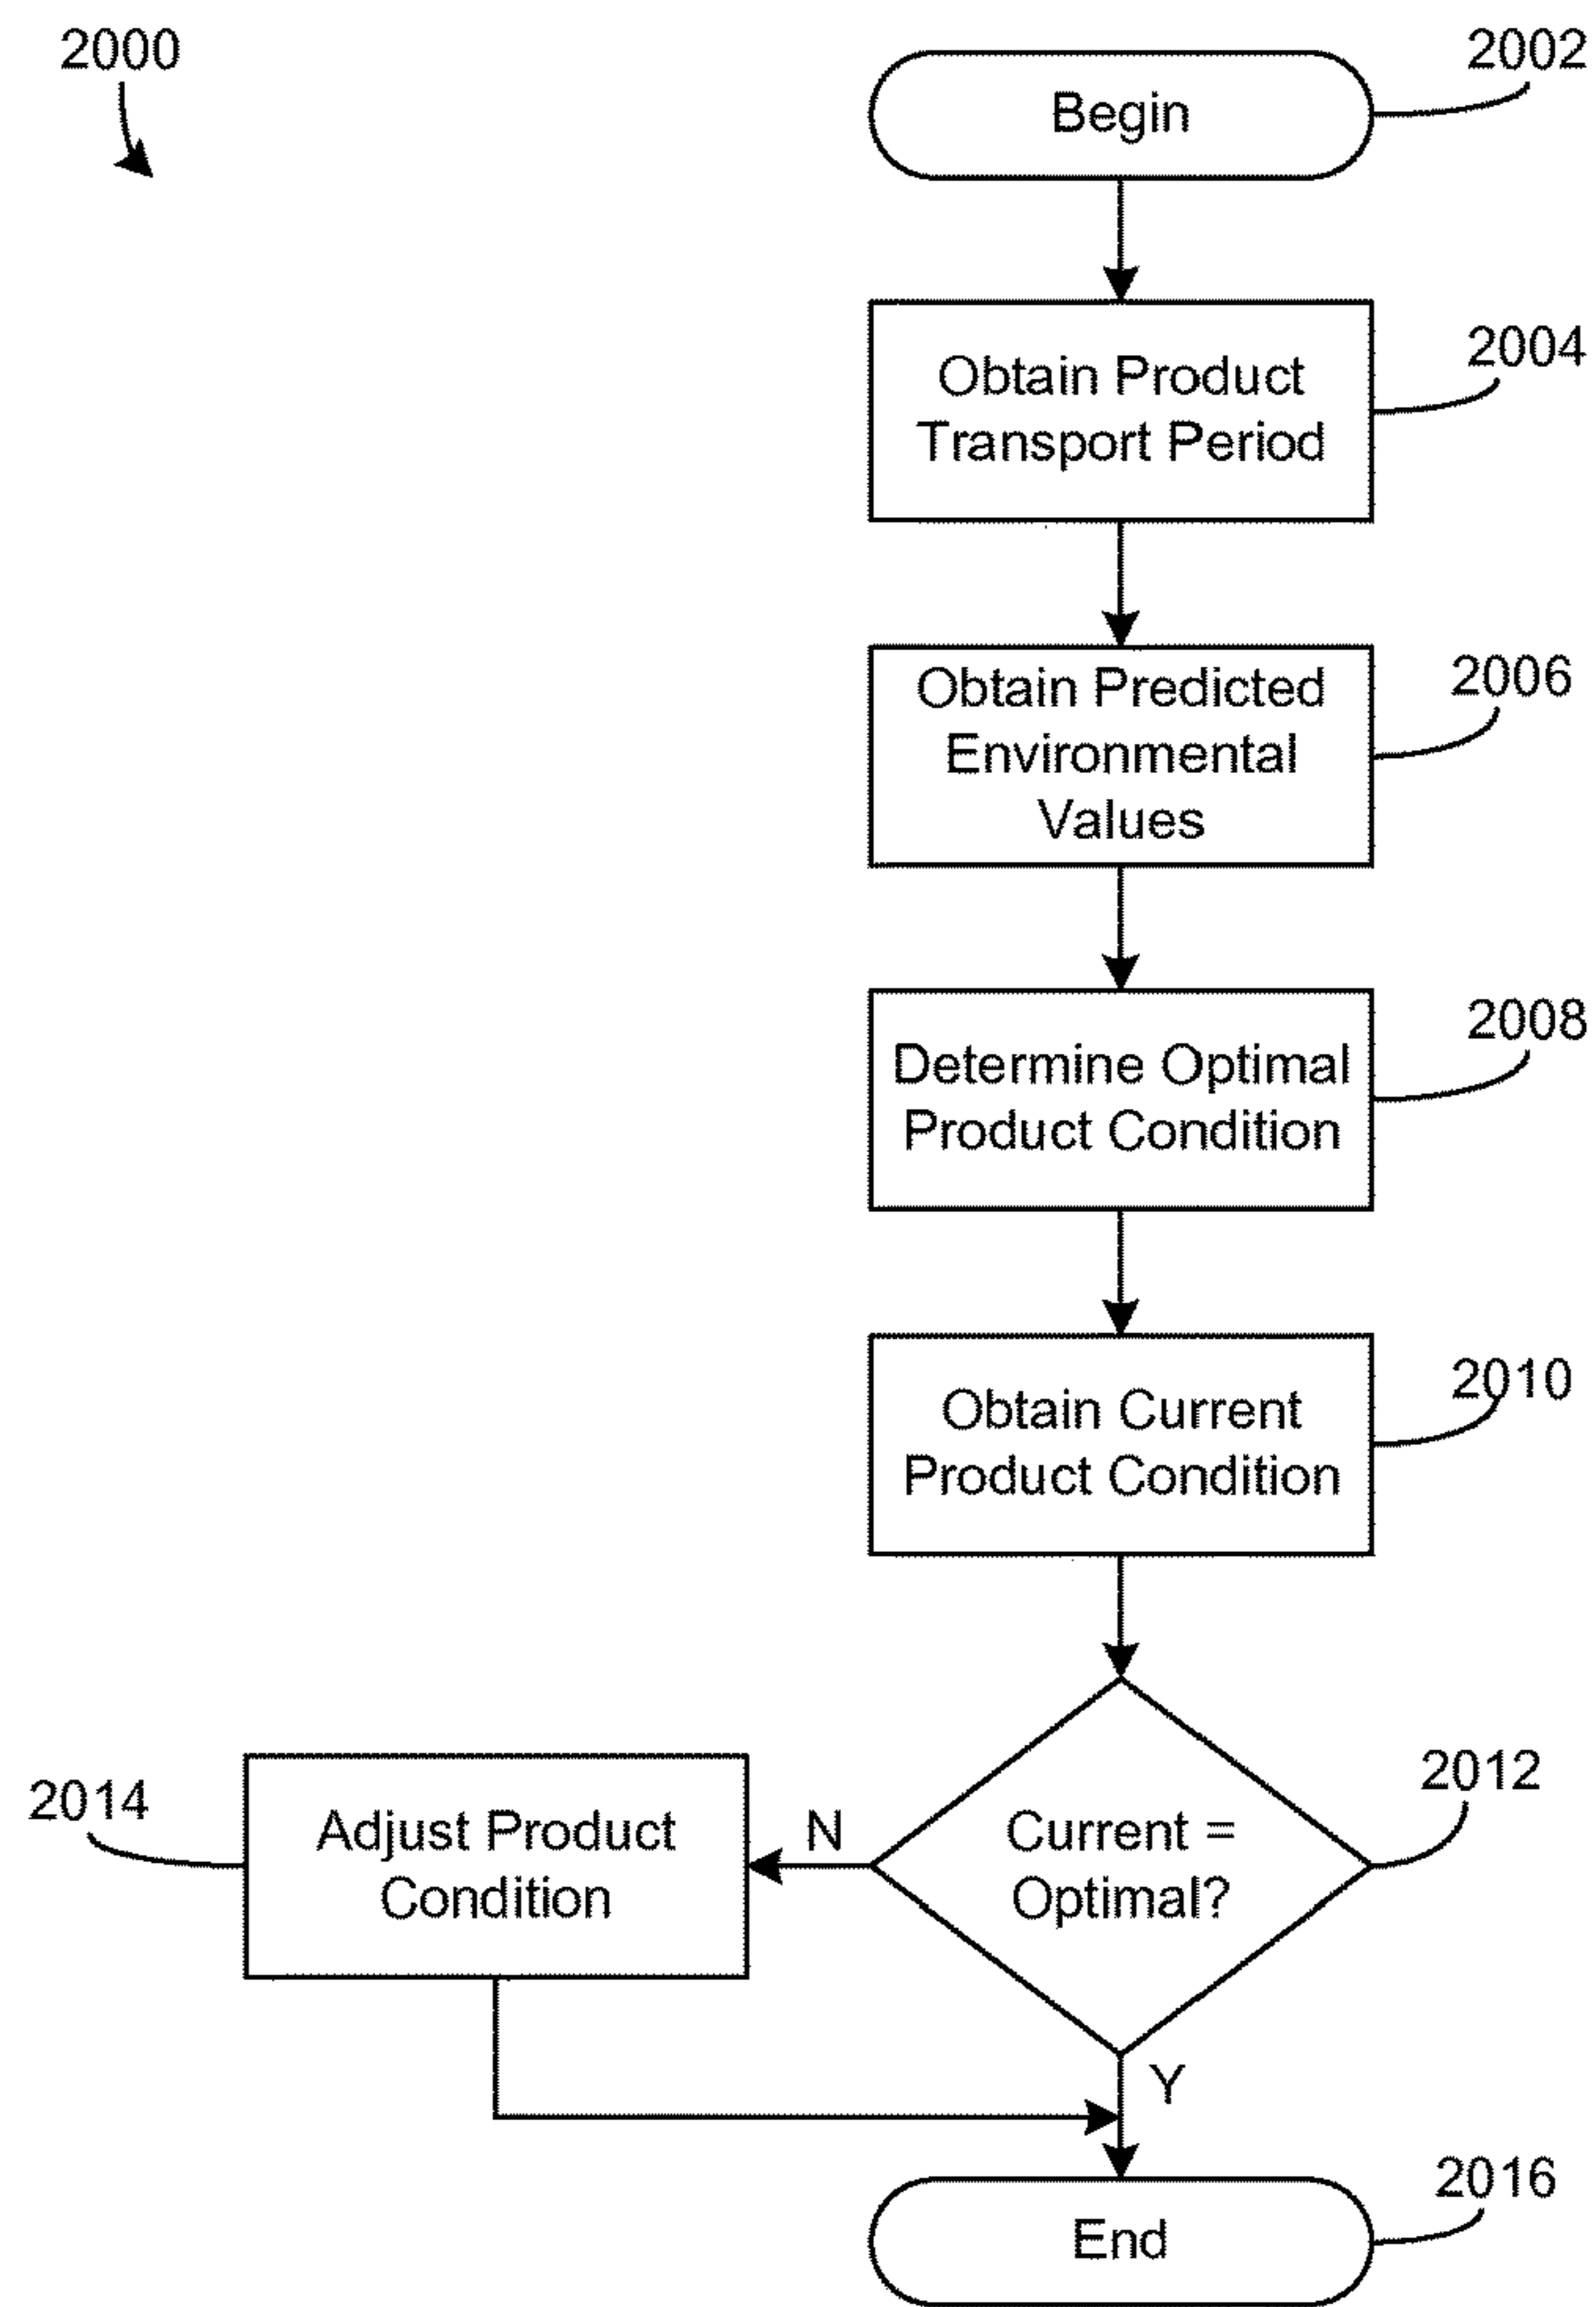 2000
Begin
2002
Obtain Product
Transport Period
2004
Obtain Predicted
Environmental
Values
2006
Determine Optimal
Product Condition
2008
Obtain Current
Product Condition
2010
Current =
Optimal?
2012
N
Adjust Product
Condition
2014
Y
End
2016